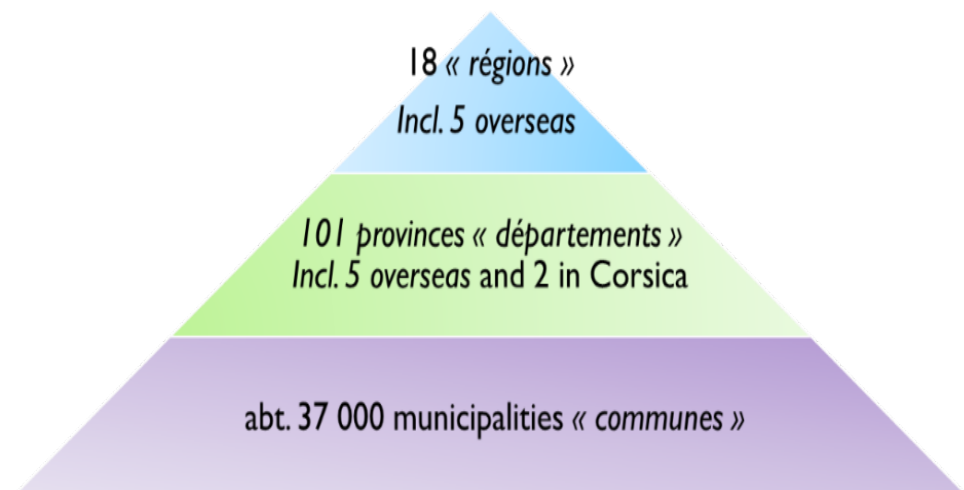 18 « régions »
Incl. 5 overseas
101 provinces « départements »
Incl. 5 overseas and 2 in Corsica
abt. 37 000 municipalities « communes »